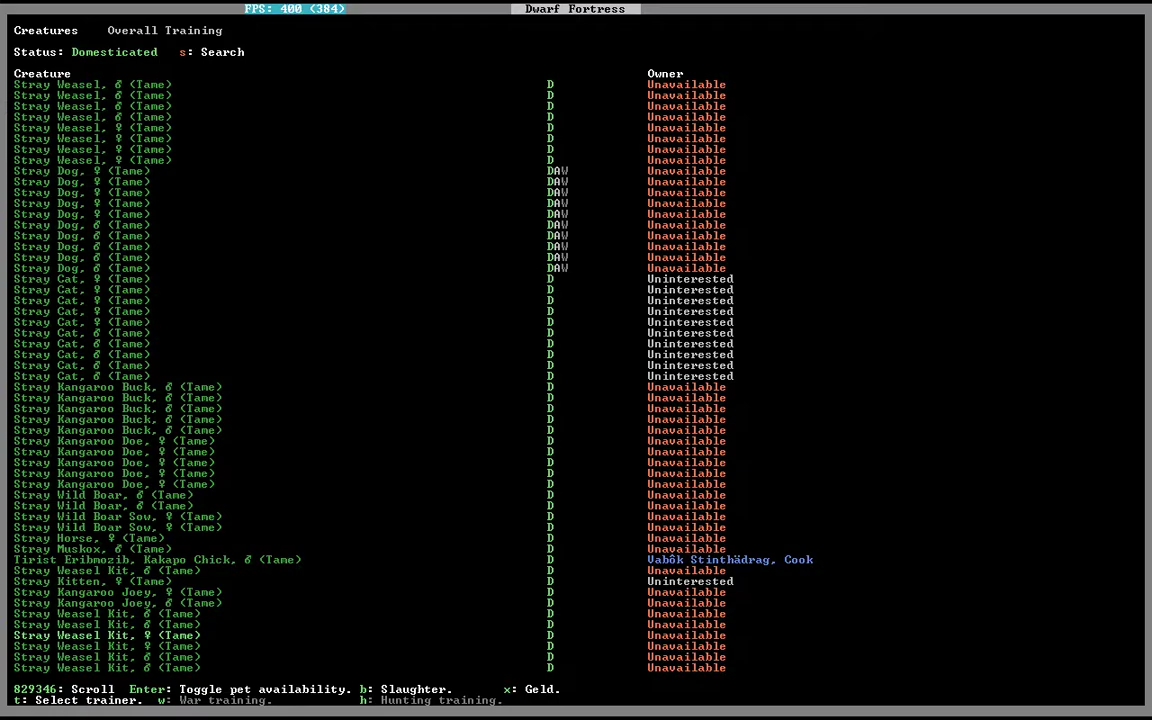 FPS: 400 (384) Dwarf Fortress
Creatures Overall Training
Status: Domesticated s: Search
Creature Owner
Stray Weasel, ♂ (Tame) D Unavailable
Stray Weasel, ♂ (Tame) D Unavailable
Stray Weasel, ♂ (Tame) D Unavailable
Stray Weasel, ♂ (Tame) D Unavailable
Stray Weasel, ♀ (Tame) D Unavailable
Stray Weasel, ♀ (Tame) D Unavailable
Stray Weasel, ♀ (Tame) D Unavailable
Stray Weasel, ♀ (Tame) D Unavailable
Stray Dog, ♀ (Tame) DAW Unavailable
Stray Dog, ♀ (Tame) DAW Unavailable
Stray Dog, ♀ (Tame) DAW Unavailable
Stray Dog, ♀ (Tame) DAW Unavailable
Stray Dog, ♀ (Tame) DAW Unavailable
Stray Dog, ♂ (Tame) DAW Unavailable
Stray Dog, ♂ (Tame) DAW Unavailable
Stray Dog, ♂ (Tame) DAW Unavailable
Stray Dog, ♂ (Tame) DAW Unavailable
Stray Dog, ♂ (Tame) DAW Unavailable
Stray Cat, ♀ (Tame) D Uninterested
Stray Cat, ♀ (Tame) D Uninterested
Stray Cat, ♀ (Tame) D Uninterested
Stray Cat, ♀ (Tame) D Uninterested
Stray Cat, ♀ (Tame) D Uninterested
Stray Cat, ♂ (Tame) D Uninterested
Stray Cat, ♂ (Tame) D Uninterested
Stray Cat, ♂ (Tame) D Uninterested
Stray Cat, ♂ (Tame) D Uninterested
Stray Cat, ♂ (Tame) D Uninterested
Stray Kangaroo Buck, ♂ (Tame) D Unavailable
Stray Kangaroo Buck, ♂ (Tame) D Unavailable
Stray Kangaroo Buck, ♂ (Tame) D Unavailable
Stray Kangaroo Buck, ♂ (Tame) D Unavailable
Stray Kangaroo Buck, ♂ (Tame) D Unavailable
Stray Kangaroo Doe, ♀ (Tame) D Unavailable
Stray Kangaroo Doe, ♀ (Tame) D Unavailable
Stray Kangaroo Doe, ♀ (Tame) D Unavailable
Stray Kangaroo Doe, ♀ (Tame) D Unavailable
Stray Kangaroo Doe, ♀ (Tame) D Unavailable
Stray Wild Boar, ♂ (Tame) D Unavailable
Stray Wild Boar, ♂ (Tame) D Unavailable
Stray Wild Boar Sow, ♀ (Tame) D Unavailable
Stray Wild Boar Sow, ♀ (Tame) D Unavailable
Stray Horse, ♀ (Tame) D Unavailable
Stray Muskox, ♂ (Tame) D Unavailable
Tirist Eribmozib, Kakapo Chick, ♂ (Tame) D Vabôk Stinthädrag, Cook
Stray Weasel Kit, ♂ (Tame) D Unavailable
Stray Kitten, ♀ (Tame) D Uninterested
Stray Kangaroo Joey, ♀ (Tame) D Unavailable
Stray Kangaroo Joey, ♂ (Tame) D Unavailable
Stray Weasel Kit, ♂ (Tame) D Unavailable
Stray Weasel Kit, ♂ (Tame) D Unavailable
Stray Weasel Kit, ♀ (Tame) D Unavailable
Stray Weasel Kit, ♀ (Tame) D Unavailable
Stray Weasel Kit, ♂ (Tame) D Unavailable
Stray Weasel Kit, ♂ (Tame) D Unavailable
829346: Scroll Enter: Toggle pet availability. b: Slaughter. x: Geld.
t: Select trainer. w: War training. h: Hunting training.